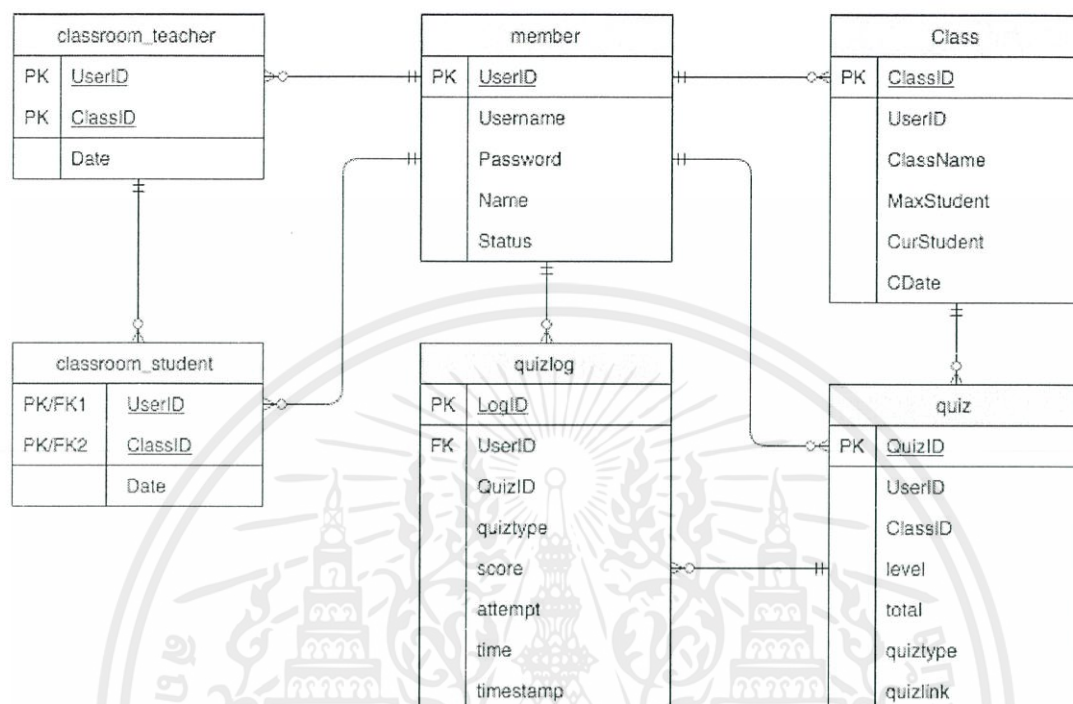 classroom_teacher
PK UserID
PK ClassID
Date
member
PK UserID
Username
Password
Name
Status
Class
PK ClassID
UserID
ClassName
MaxStudent
CurStudent
CDate
classroom_student
PK/FK1 UserID
PK/FK2 ClassID
Date
quizlog
PK LogID
FK UserID
QuizID
quiztype
score
attempt
time
timestamp
quiz
PK QuizID
UserID
ClassID
level
total
quiztype
quizlink